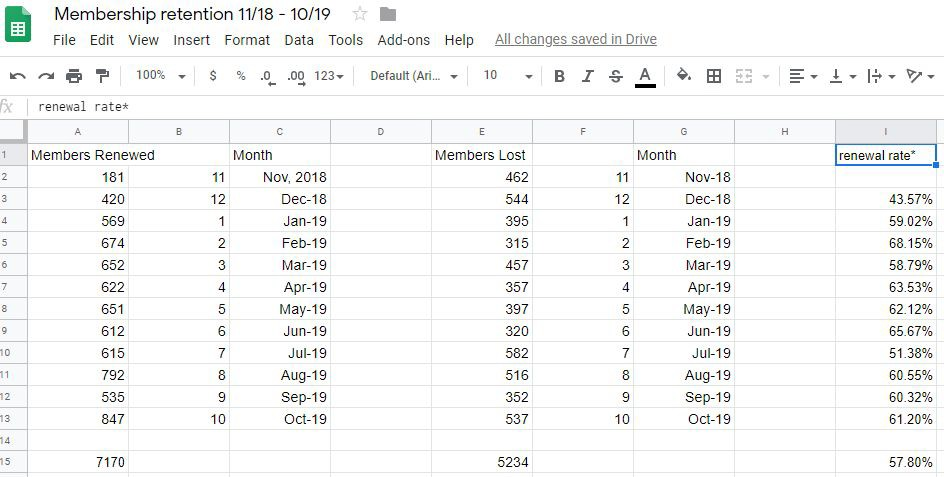 Membership retention 11/18 - 10/19
File Edit View Insert Format Data Tools Add-ons Help All changes saved in Drive
100% $ % .0 .00 123 Default (Ari... 10 B I S A
fx renewal rate*
A B C D E F G H I
1 Members Renewed Month Members Lost Month renewal rate*
2 181 11 Nov, 2018 462 11 Nov-18
3 420 12 Dec-18 544 12 Dec-18 43.57%
4 569 1 Jan-19 395 1 Jan-19 59.02%
5 674 2 Feb-19 315 2 Feb-19 68.15%
6 652 3 Mar-19 457 3 Mar-19 58.79%
7 622 4 Apr-19 357 4 Apr-19 63.53%
8 651 5 May-19 397 5 May-19 62.12%
9 612 6 Jun-19 320 6 Jun-19 65.67%
10 615 7 Jul-19 582 7 Jul-19 51.38%
11 792 8 Aug-19 516 8 Aug-19 60.55%
12 535 9 Sep-19 352 9 Sep-19 60.32%
13 847 10 Oct-19 537 10 Oct-19 61.20%
14
15 7170 5234 57.80%